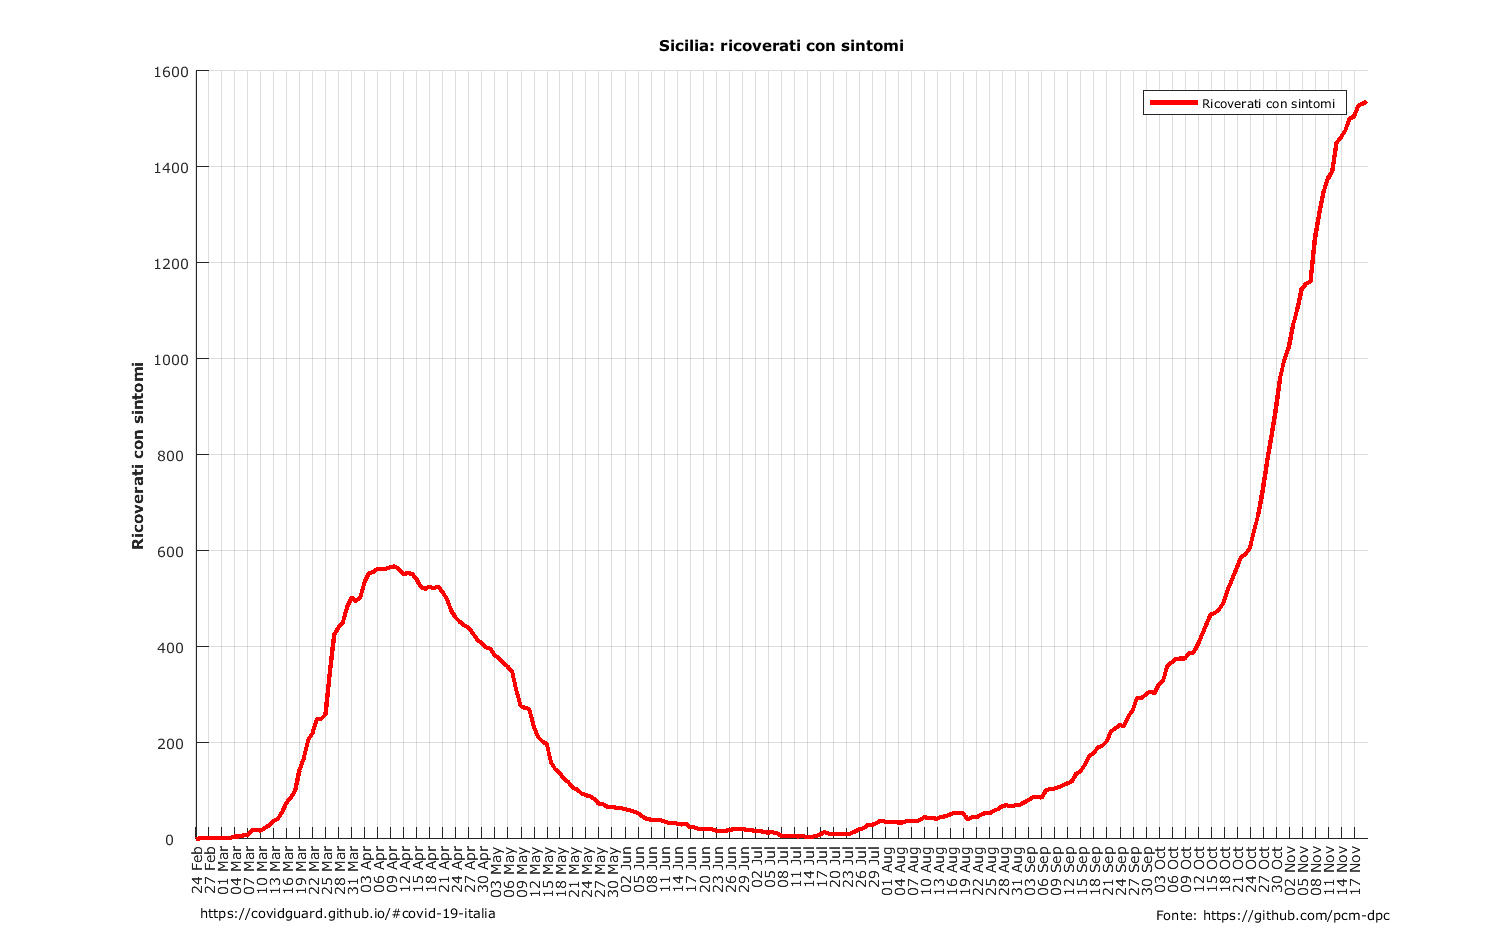 Sicilia: ricoverati con sintomi
Ricoverati con sintomi
1600
1400
1200
1000
800
600
400
200
0
Ricoverati con sintomi
24 Feb
27 Feb
01 Mar
04 Mar
07 Mar
10 Mar
13 Mar
16 Mar
19 Mar
22 Mar
25 Mar
28 Mar
31 Mar
03 Apr
06 Apr
09 Apr
12 Apr
15 Apr
18 Apr
21 Apr
24 Apr
27 Apr
30 Apr
03 May
06 May
09 May
12 May
15 May
18 May
21 May
24 May
27 May
30 May
02 Jun
05 Jun
08 Jun
11 Jun
14 Jun
17 Jun
20 Jun
23 Jun
26 Jun
29 Jun
02 Jul
05 Jul
08 Jul
11 Jul
14 Jul
17 Jul
20 Jul
23 Jul
26 Jul
29 Jul
01 Aug
04 Aug
07 Aug
10 Aug
13 Aug
16 Aug
19 Aug
22 Aug
25 Aug
28 Aug
31 Aug
03 Sep
06 Sep
09 Sep
12 Sep
15 Sep
18 Sep
21 Sep
24 Sep
27 Sep
30 Sep
03 Oct
06 Oct
09 Oct
12 Oct
15 Oct
18 Oct
21 Oct
24 Oct
27 Oct
30 Oct
02 Nov
05 Nov
08 Nov
11 Nov
14 Nov
17 Nov
https://covidguard.github.io/#covid-19-italia
Fonte: https://github.com/pcm-dpc